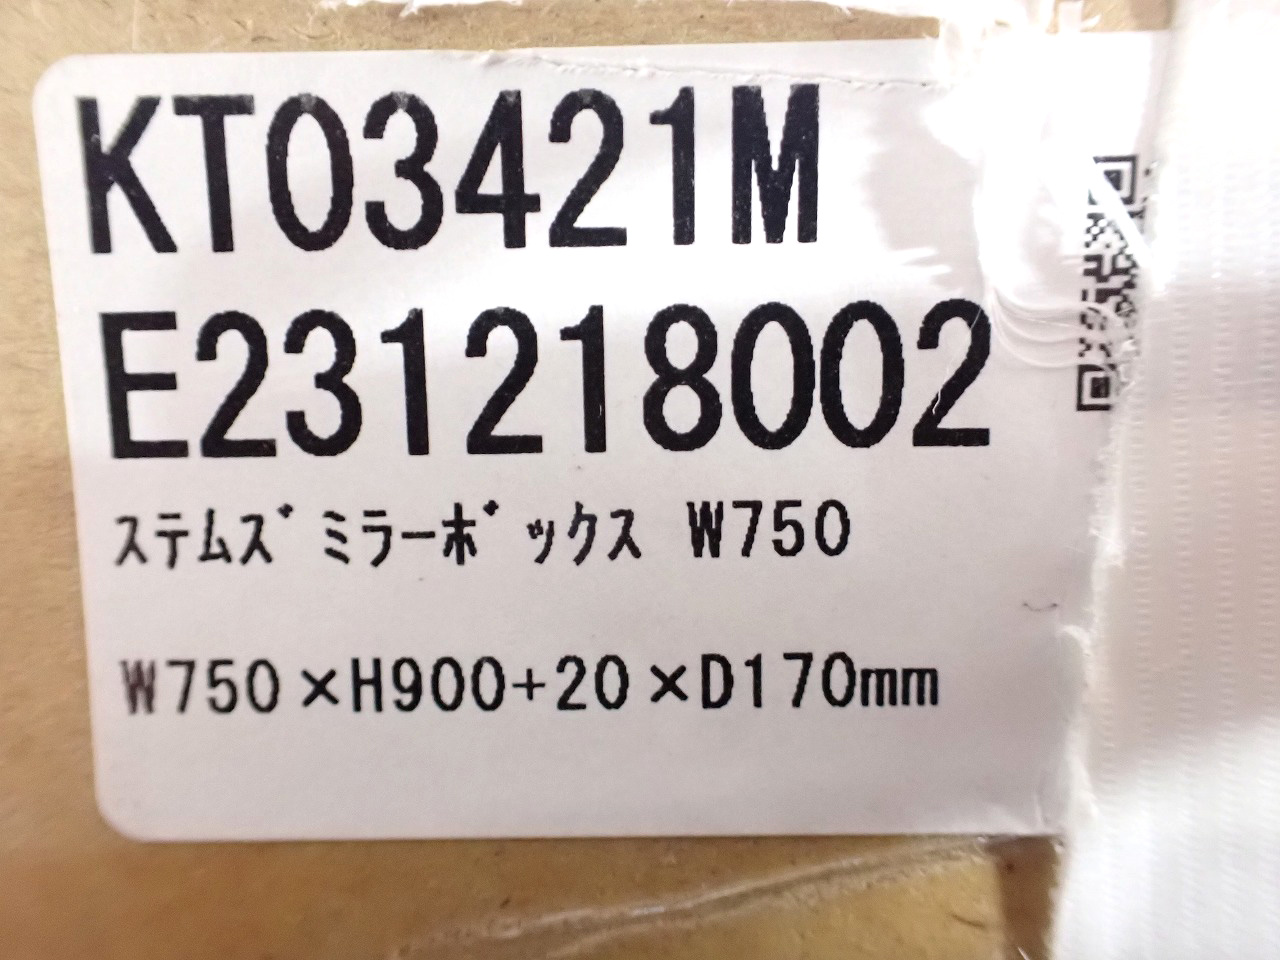 KT03421M
E231218002
ｽﾃﾑｽﾞﾐﾗｰﾎﾞｯｸｽ W750
W750×H900+20×D170mm